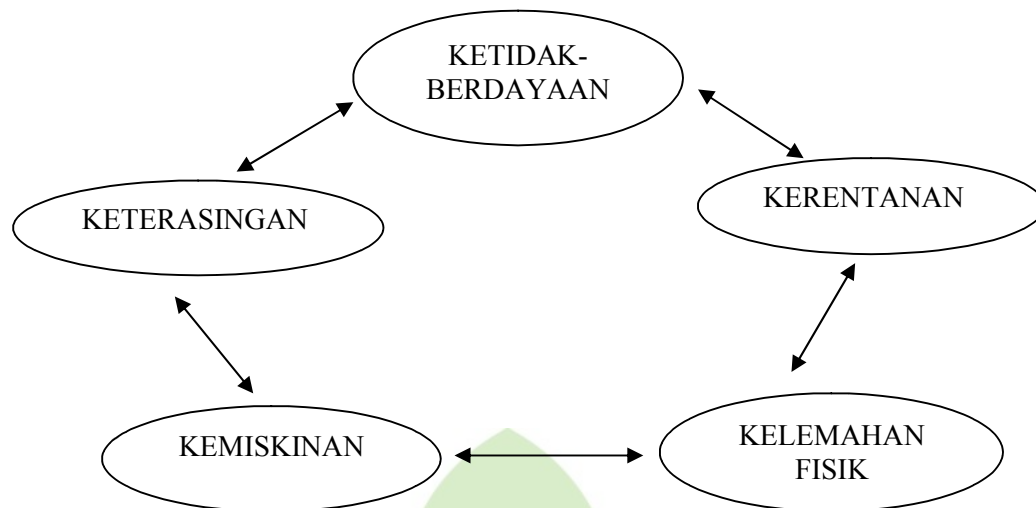 KETIDAK-
BERDAYAAN
KERENTANAN
KETERASINGAN
KELEMAHAN
FISIK
KEMISKINAN